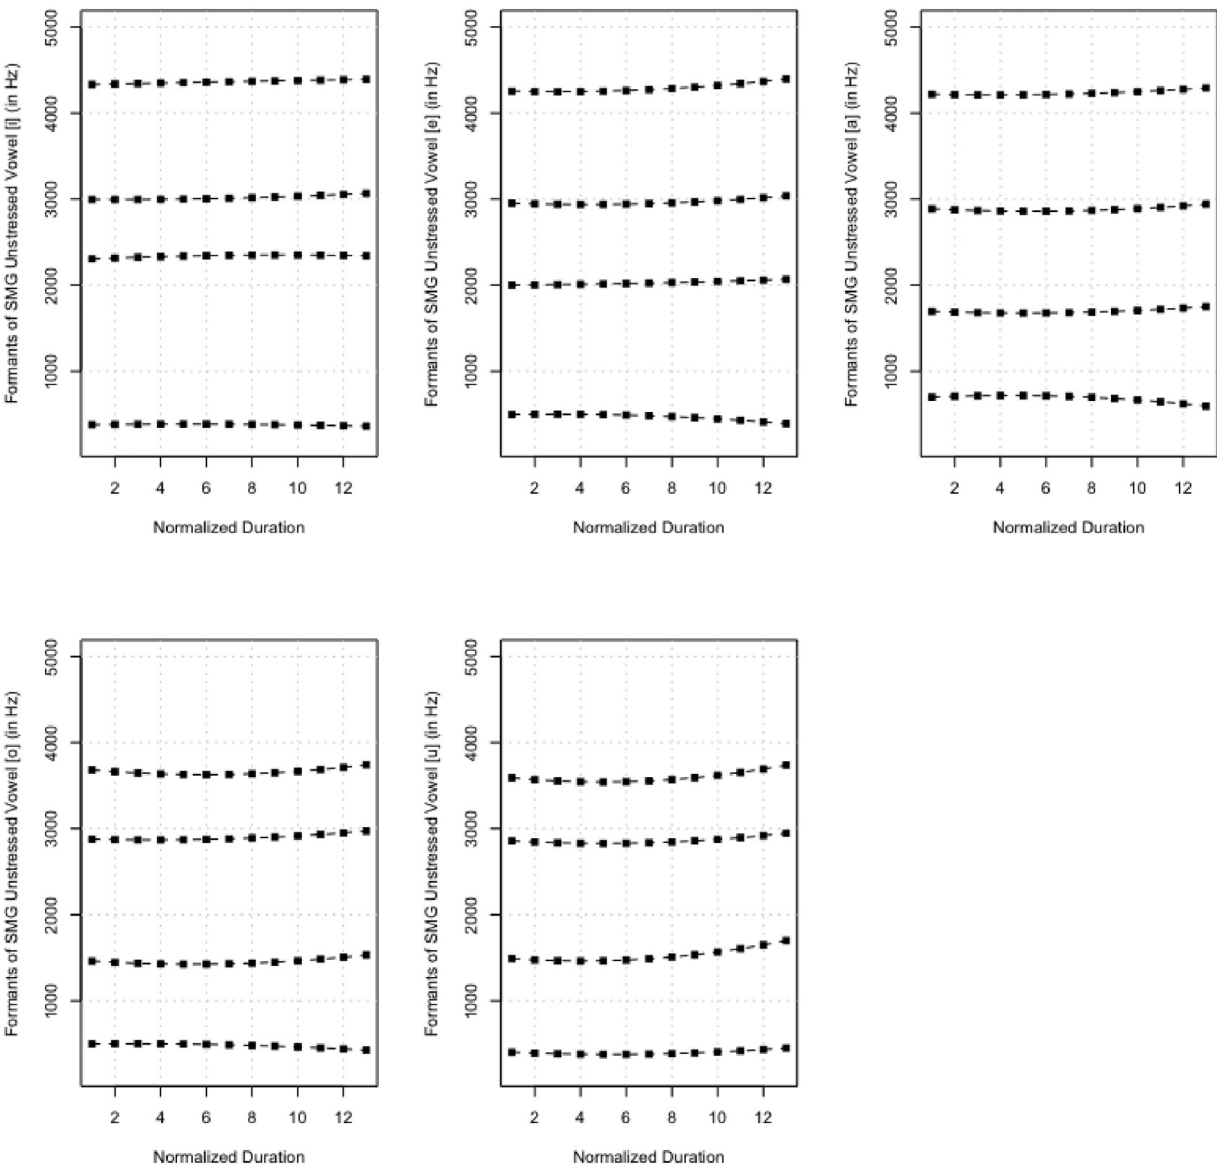 Formants of SMG Unstressed Vowel [i] (in Hz)
5000
4000
3000
2000
1000
2 4 6 8 10 12
Normalized Duration
Formants of SMG Unstressed Vowel [e] (in Hz)
5000
4000
3000
2000
1000
2 4 6 8 10 12
Normalized Duration
Formants of SMG Unstressed Vowel [a] (in Hz)
5000
4000
3000
2000
1000
2 4 6 8 10 12
Normalized Duration
Formants of SMG Unstressed Vowel [o] (in Hz)
5000
4000
3000
2000
1000
2 4 6 8 10 12
Normalized Duration
Formants of SMG Unstressed Vowel [u] (in Hz)
5000
4000
3000
2000
1000
2 4 6 8 10 12
Normalized Duration